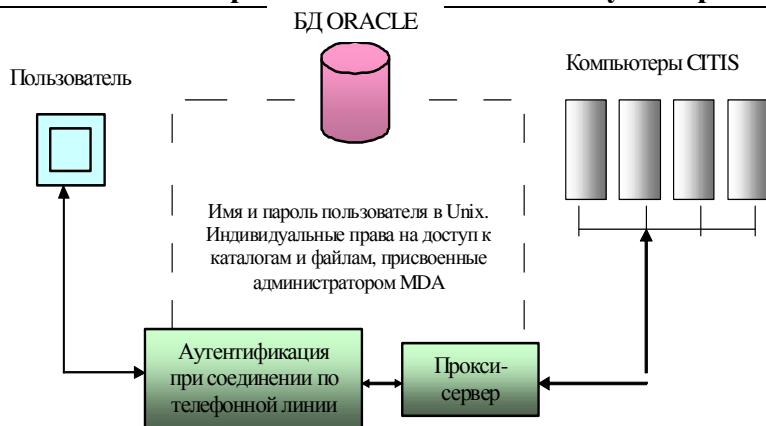 БД ORACLE
Пользователь
Компьютеры CITIS
Имя и пароль пользователя в Unix.
Индивидуальные права на доступ к
каталогам и файлам, присвоенные
администратором MDA
Аутентификация
при соединении по
телефонной линии
Прокси-
сервер